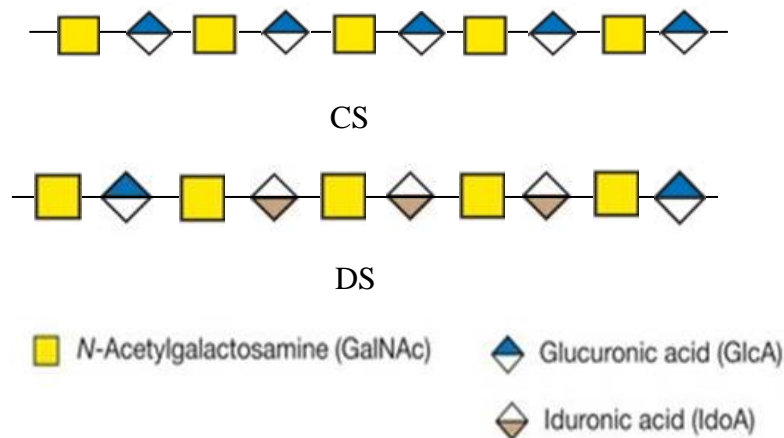 CS
DS
N-Acetylgalactosamine (GalNAc)
Glucuronic acid (GlcA)
Iduronic acid (IdoA)